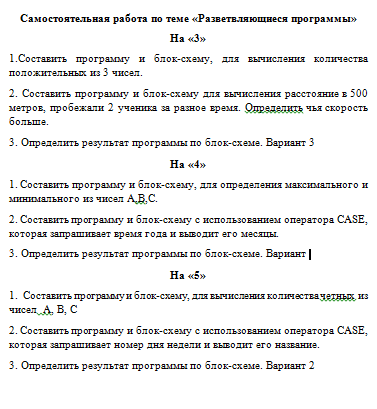 Самостоятельная работа по теме «Разветвляющиеся программы»
На «3»
1.Составить программу и блок-схему, для вычисления количества
положительных из 3 чисел.
2. Составить программу и блок-схему для вычисления расстояние в 500
метров, пробежали 2 ученика за разное время. Определить чья скорость
больше.
3. Определить результат программы по блок-схеме. Вариант 3
На «4»
1. Составить программу и блок-схему, для определения максимального и
минимального из чисел А,В,С.
2. Составить программу и блок-схему с использованием оператора CASE,
которая запрашивает время года и выводит его месяцы.
3. Определить результат программы по блок-схеме. Вариант
На «5»
1. Составить программу и блок-схему, для вычисления количества четных из
чисел А, В, С
2. Составить программу и блок-схему с использованием оператора CASE,
которая запрашивает номер дня недели и выводит его название.
3. Определить результат программы по блок-схеме. Вариант 2